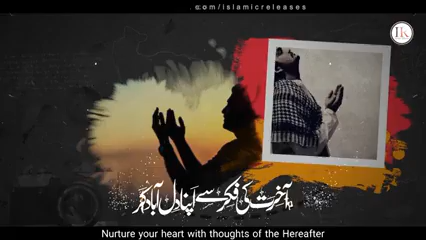 .com/islamicreleases
آخرت کی فکر سے اپنا دل آباد کر
Nurture your heart with thoughts of the Hereafter